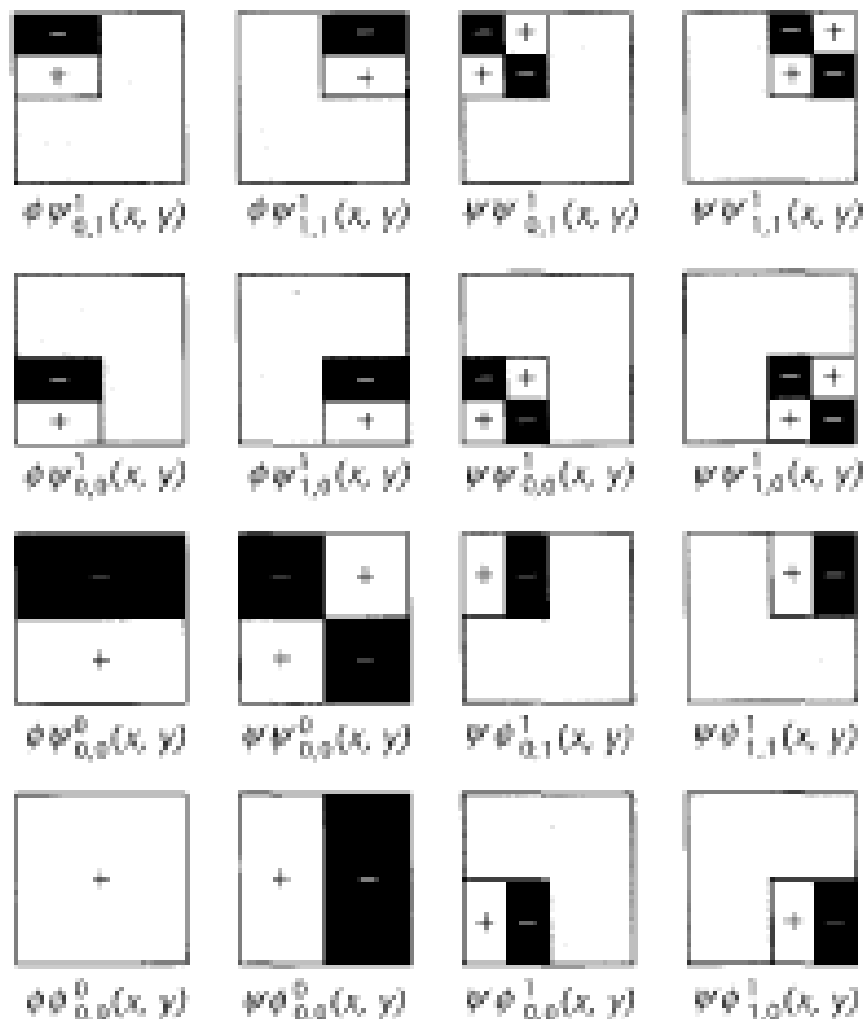 − − − + − +
+ + + − + −
ϕψ¹₀,₁(x, y) ϕψ¹₁,₁(x, y) ψψ¹₀,₁(x, y) ψψ¹₁,₁(x, y)
− − − + − +
+ + + − + −
ϕψ¹₀,₀(x, y) ϕψ¹₁,₀(x, y) ψψ¹₀,₀(x, y) ψψ¹₁,₀(x, y)
− − + + − + −
+ + −
ϕψ⁰₀,₀(x, y) ψψ⁰₀,₀(x, y) ψϕ¹₀,₁(x, y) ψϕ¹₁,₁(x, y)
+ + − + − + −
ϕϕ⁰₀,₀(x, y) ψϕ⁰₀,₀(x, y) ψϕ¹₀,₀(x, y) ψϕ¹₁,₀(x, y)